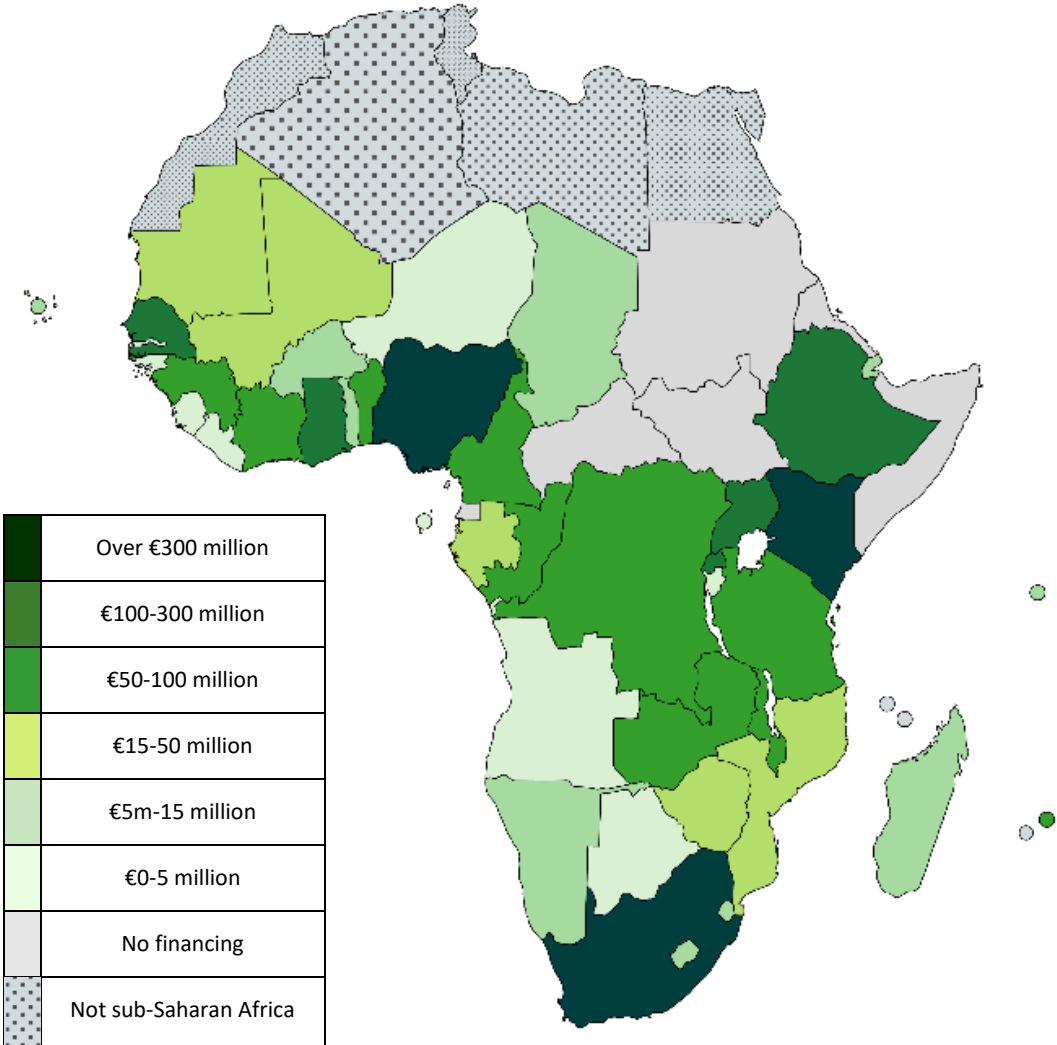 Over €300 million
€100-300 million
€50-100 million
€15-50 million
€5m-15 million
€0-5 million
No financing
Not sub-Saharan Africa